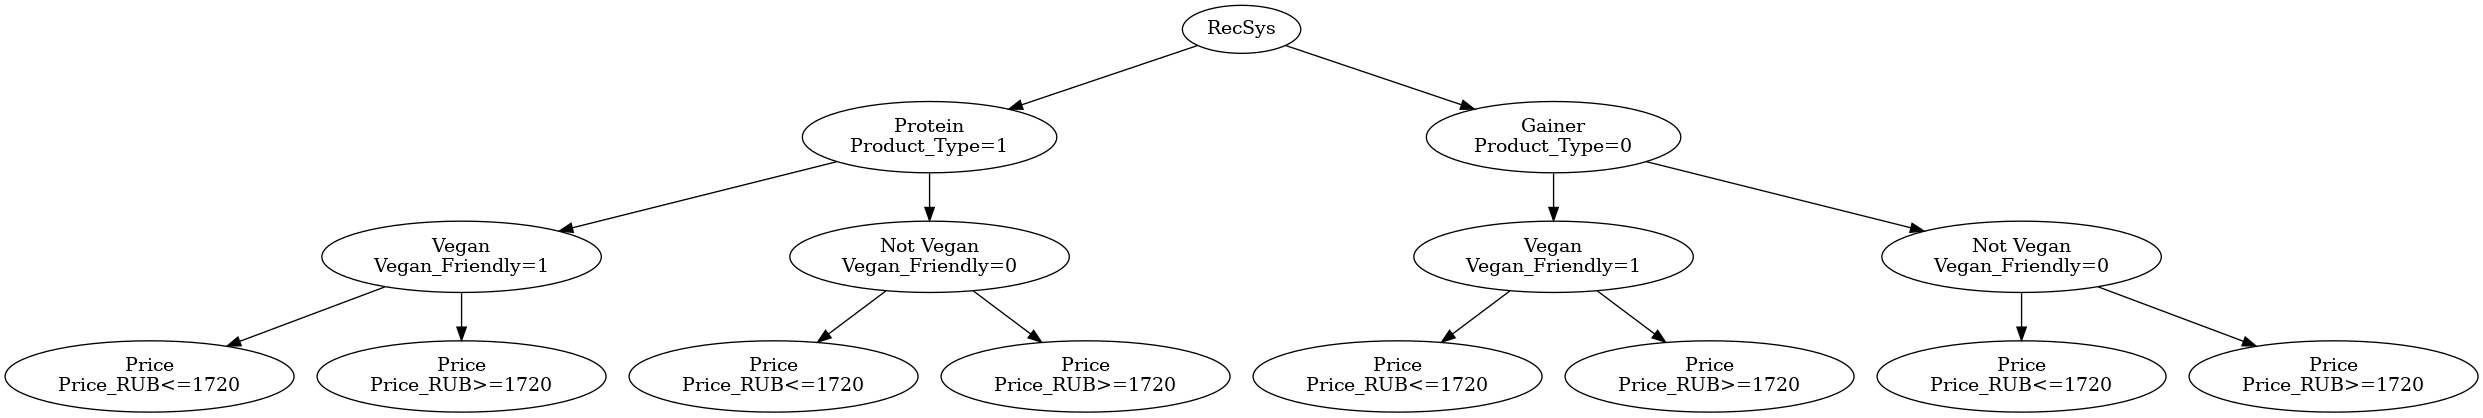 RecSys
Protein
Product_Type=1
Gainer
Product_Type=0
Vegan
Vegan_Friendly=1
Not Vegan
Vegan_Friendly=0
Vegan
Vegan_Friendly=1
Not Vegan
Vegan_Friendly=0
Price
Price_RUB<=1720
Price
Price_RUB>=1720
Price
Price_RUB<=1720
Price
Price_RUB>=1720
Price
Price_RUB<=1720
Price
Price_RUB>=1720
Price
Price_RUB<=1720
Price
Price_RUB>=1720